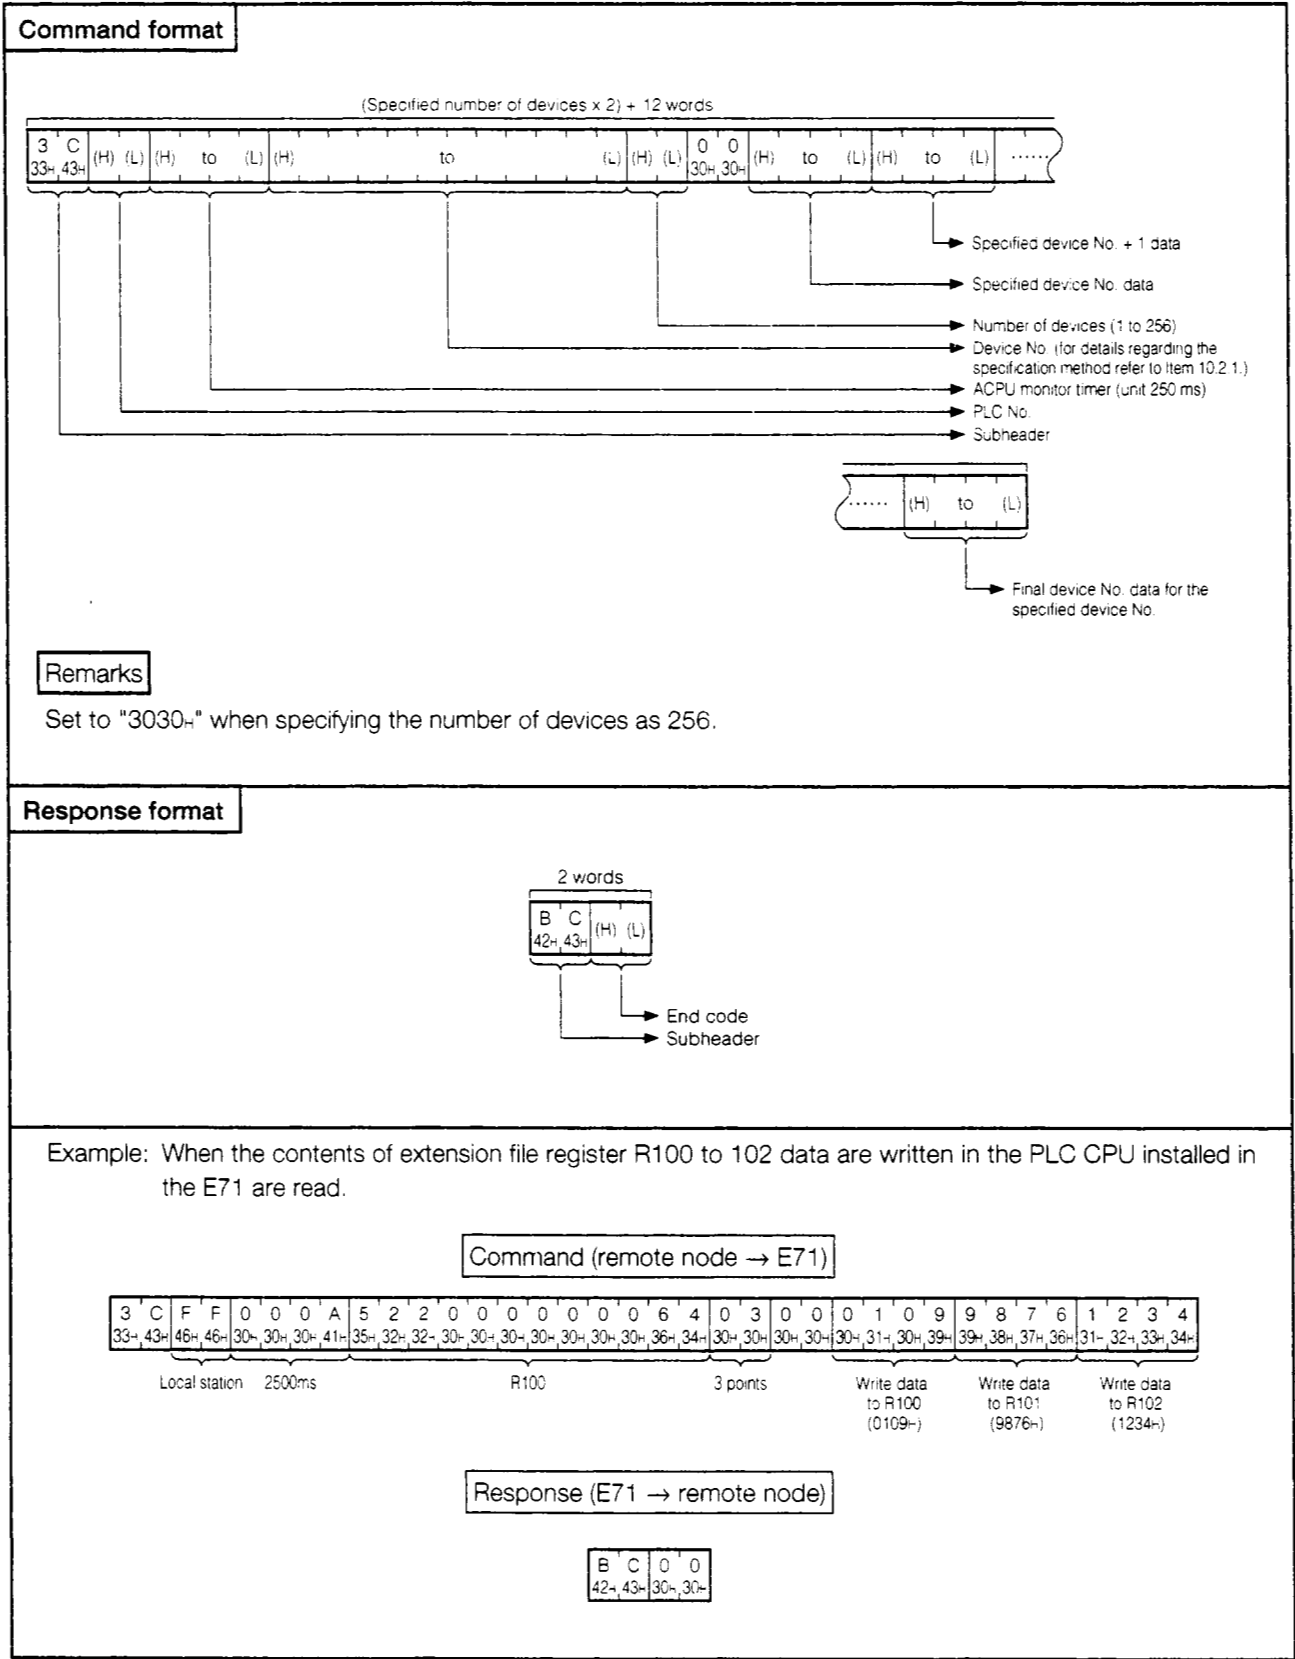 Command format
(Specified number of devices x 2) + 12 words
3 C (H) (L) (H) to (L) (H) to (L) (H) (L) 0 0 (H) to (L) (H) to (L) ......
33H 43H 30H 30H
Specified device No. + 1 data
Specified device No. data
Number of devices (1 to 256)
Device No. (for details regarding the
specification method refer to Item 10.2.1.)
ACPU monitor timer (unit 250 ms)
PLC No.
Subheader
...... (H) to (L)
Final device No. data for the
specified device No.
Remarks
Set to "3030H" when specifying the number of devices as 256.
Response format
2 words
B C (H) (L)
42H 43H
End code
Subheader
Example: When the contents of extension file register R100 to 102 data are written in the PLC CPU installed in
the E71 are read.
Command (remote node → E71)
3 C F F 0 0 0 A 5 2 2 0 0 0 0 0 0 0 6 4 0 3 0 0 0 1 0 9 9 8 7 6 1 2 3 4
33H 43H 46H 46H 30H 30H 30H 41H 35H 32H 32H 30H 30H 30H 30H 30H 30H 36H 34H 30H 30H 30H 30H 30H 31H 30H 39H 39H 38H 37H 36H 31H 32H 33H 34H
Local station 2500ms R100 3 points Write data Write data Write data
to R100 to R101 to R102
(0109H) (9876H) (1234H)
Response (E71 → remote node)
B C 0 0
42H 43H 30H 30H